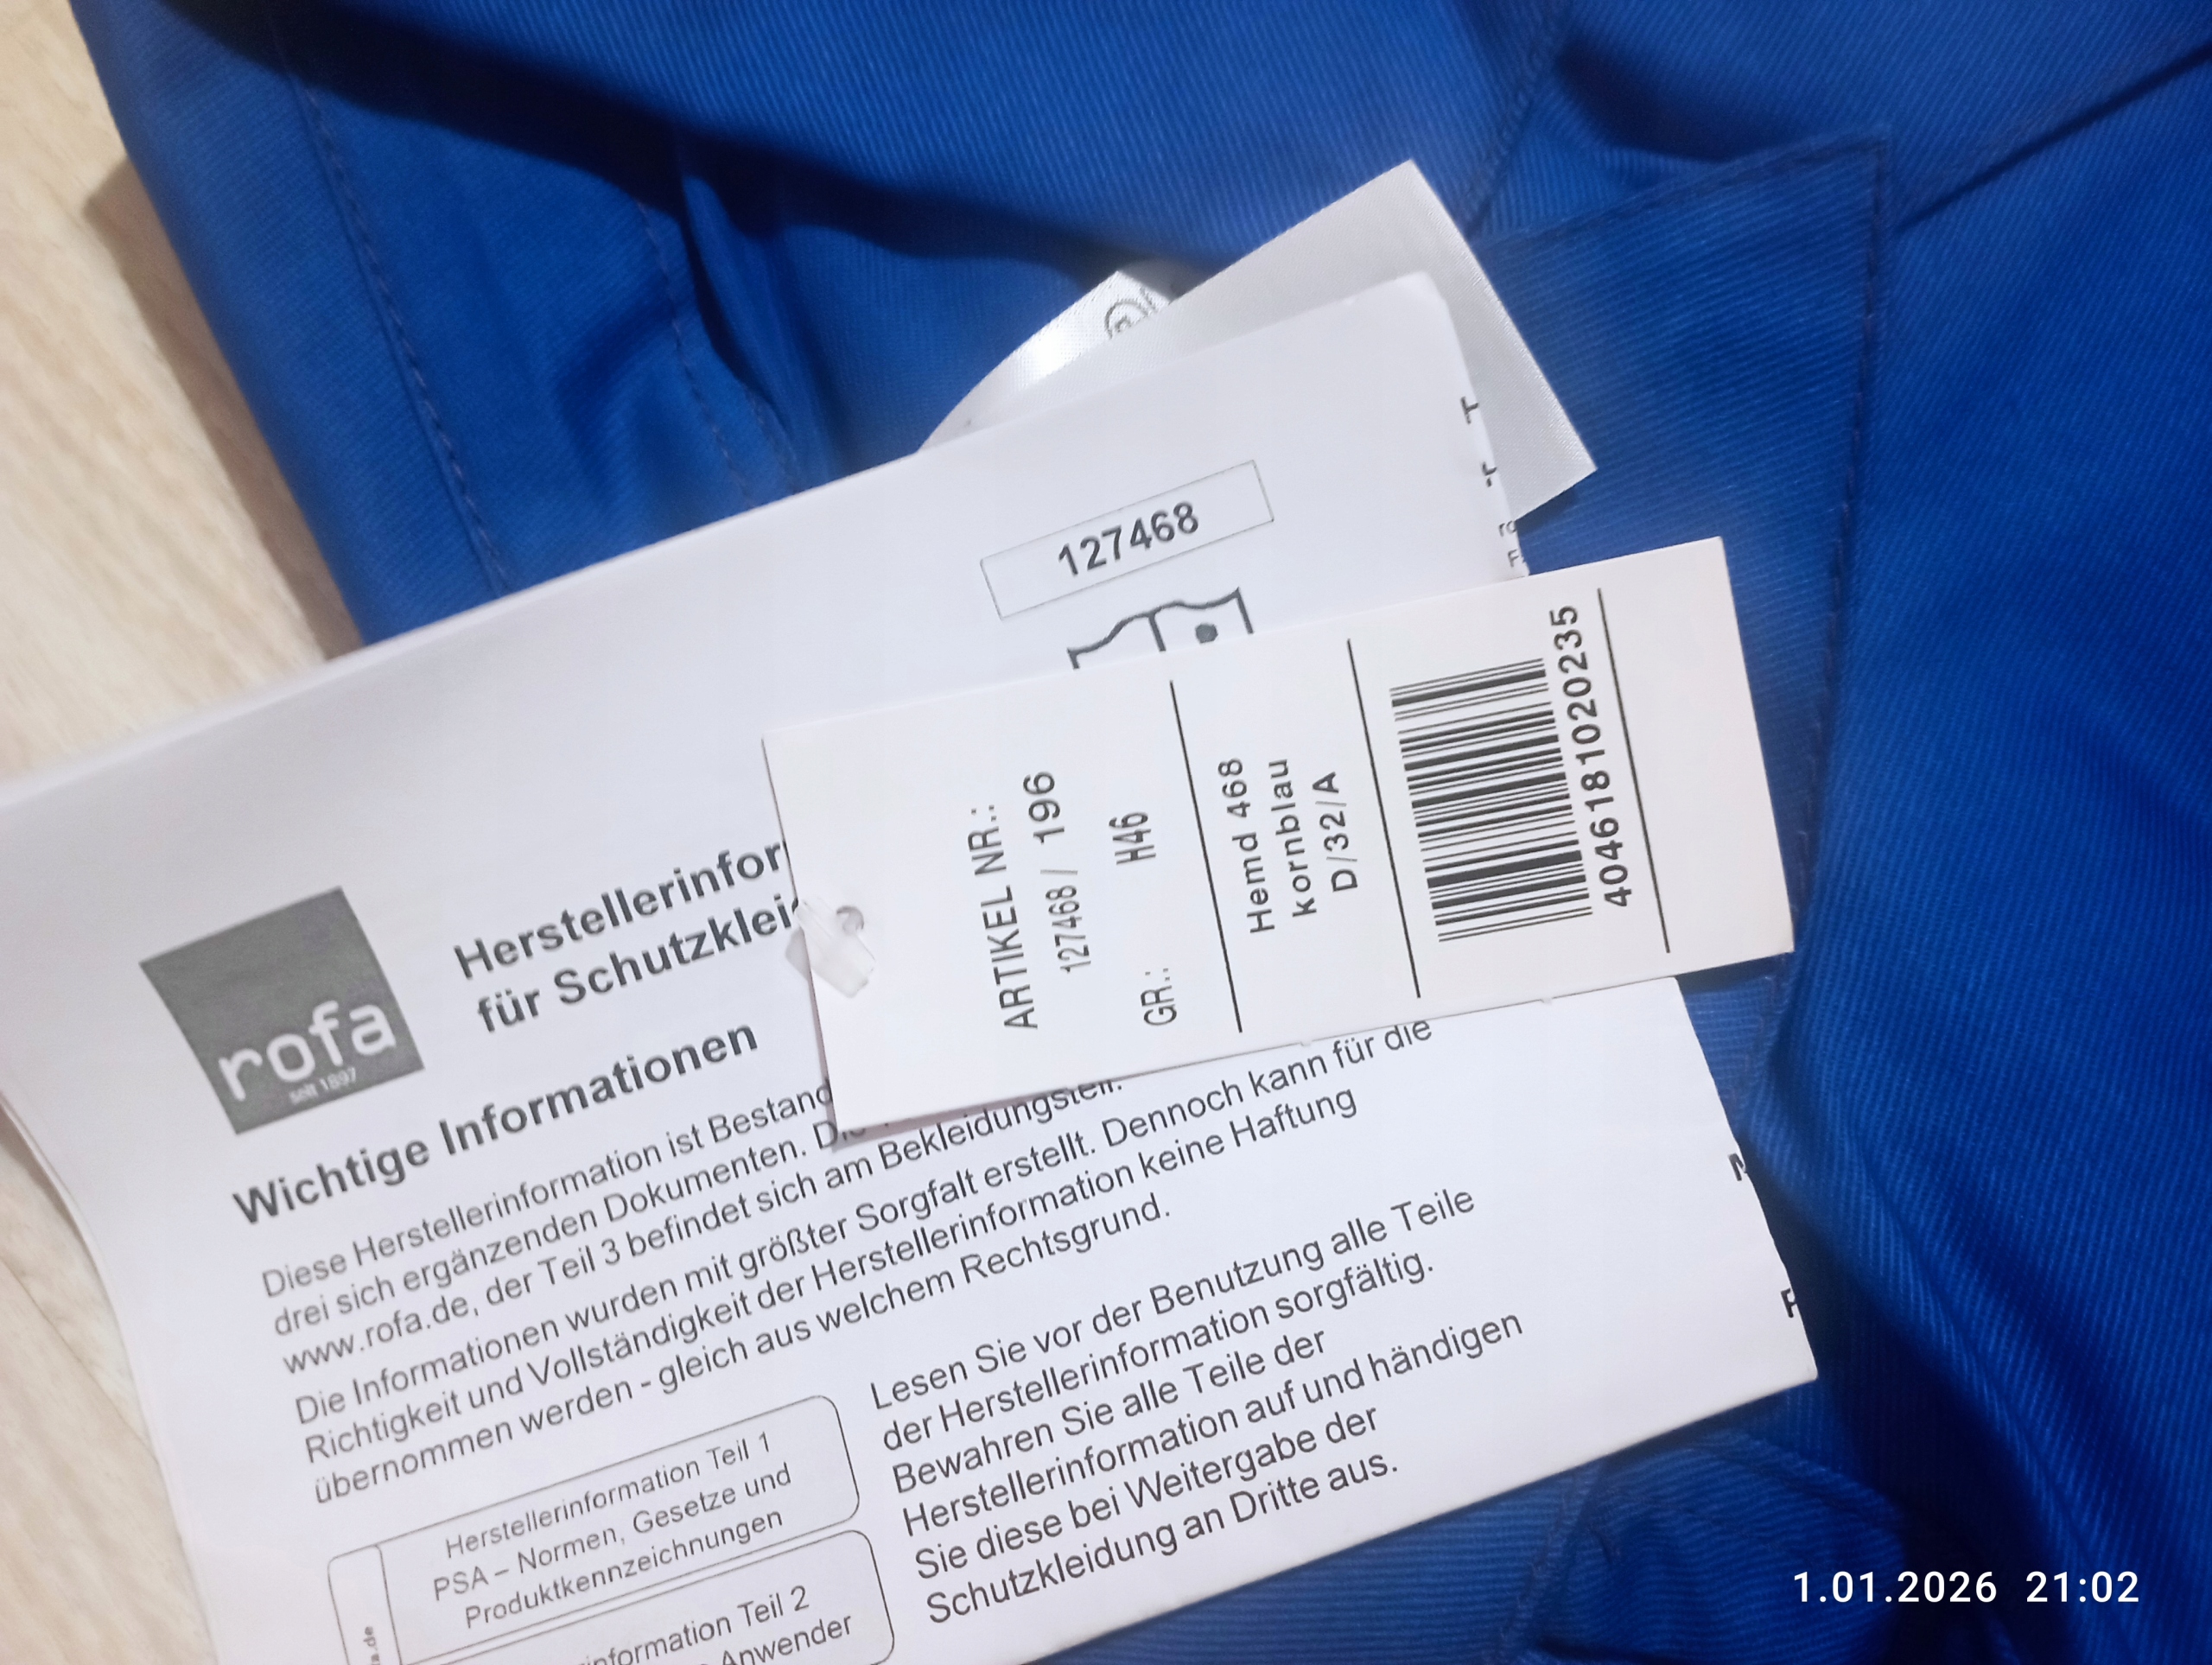 127468
rofa
seit 1897
Herstellerinfor
für Schutzklei
Wichtige Informationen
Diese Herstellerinformation ist Bestand
drei sich ergänzenden Dokumenten.
www.rofa.de, der Teil 3 befindet sich am Bekleidungsteil.
Die Informationen wurden mit größter Sorgfalt erstellt. Dennoch kann für die
Richtigkeit und Vollständigkeit der Herstellerinformation keine Haftung
übernommen werden - gleich aus welchem Rechtsgrund.
Herstellerinformation Teil 1
PSA – Normen, Gesetze und
Produktkennzeichnungen
nformation Teil 2
Anwender
a.de
Lesen Sie vor der Benutzung alle Teile
der Herstellerinformation sorgfältig.
Bewahren Sie alle Teile der
Herstellerinformation auf und händigen
Sie diese bei Weitergabe der
Schutzkleidung an Dritte aus.
ARTIKEL NR.:
127468 / 196
GR.: H46
Hemd 468
kornblau
D/32/A
4046181020235
1.01.2026 21:02